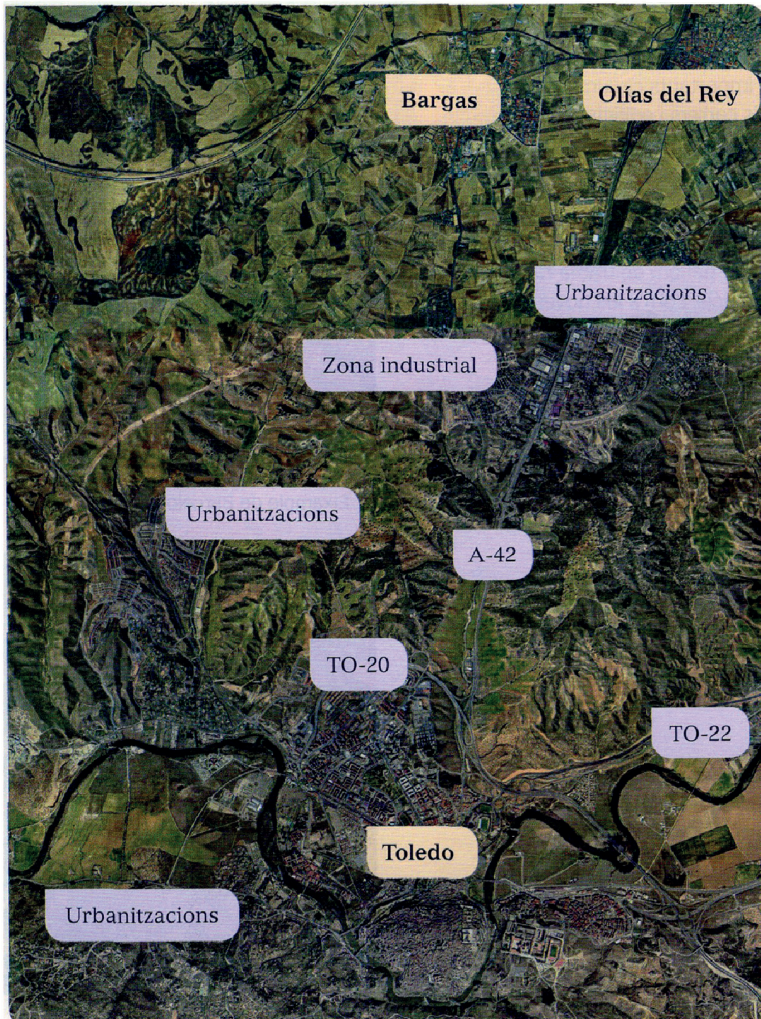 Bargas
Olías del Rey
Urbanitzacions
Zona industrial
Urbanitzacions
A-42
TO-20
TO-22
Toledo
Urbanitzacions